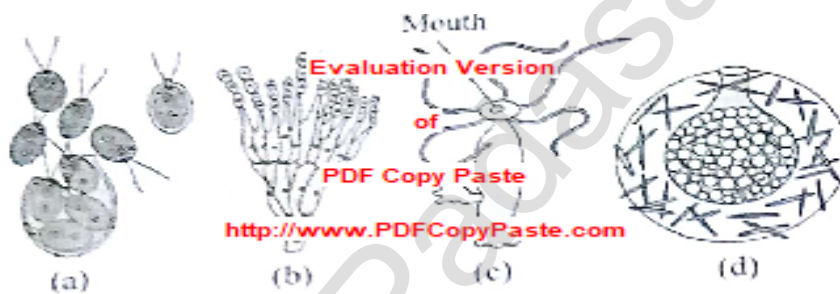 Mouth
Evaluation Version
of
PDF Copy Paste
http://www.PDFCopyPaste.com
(a) (b) (c) (d)